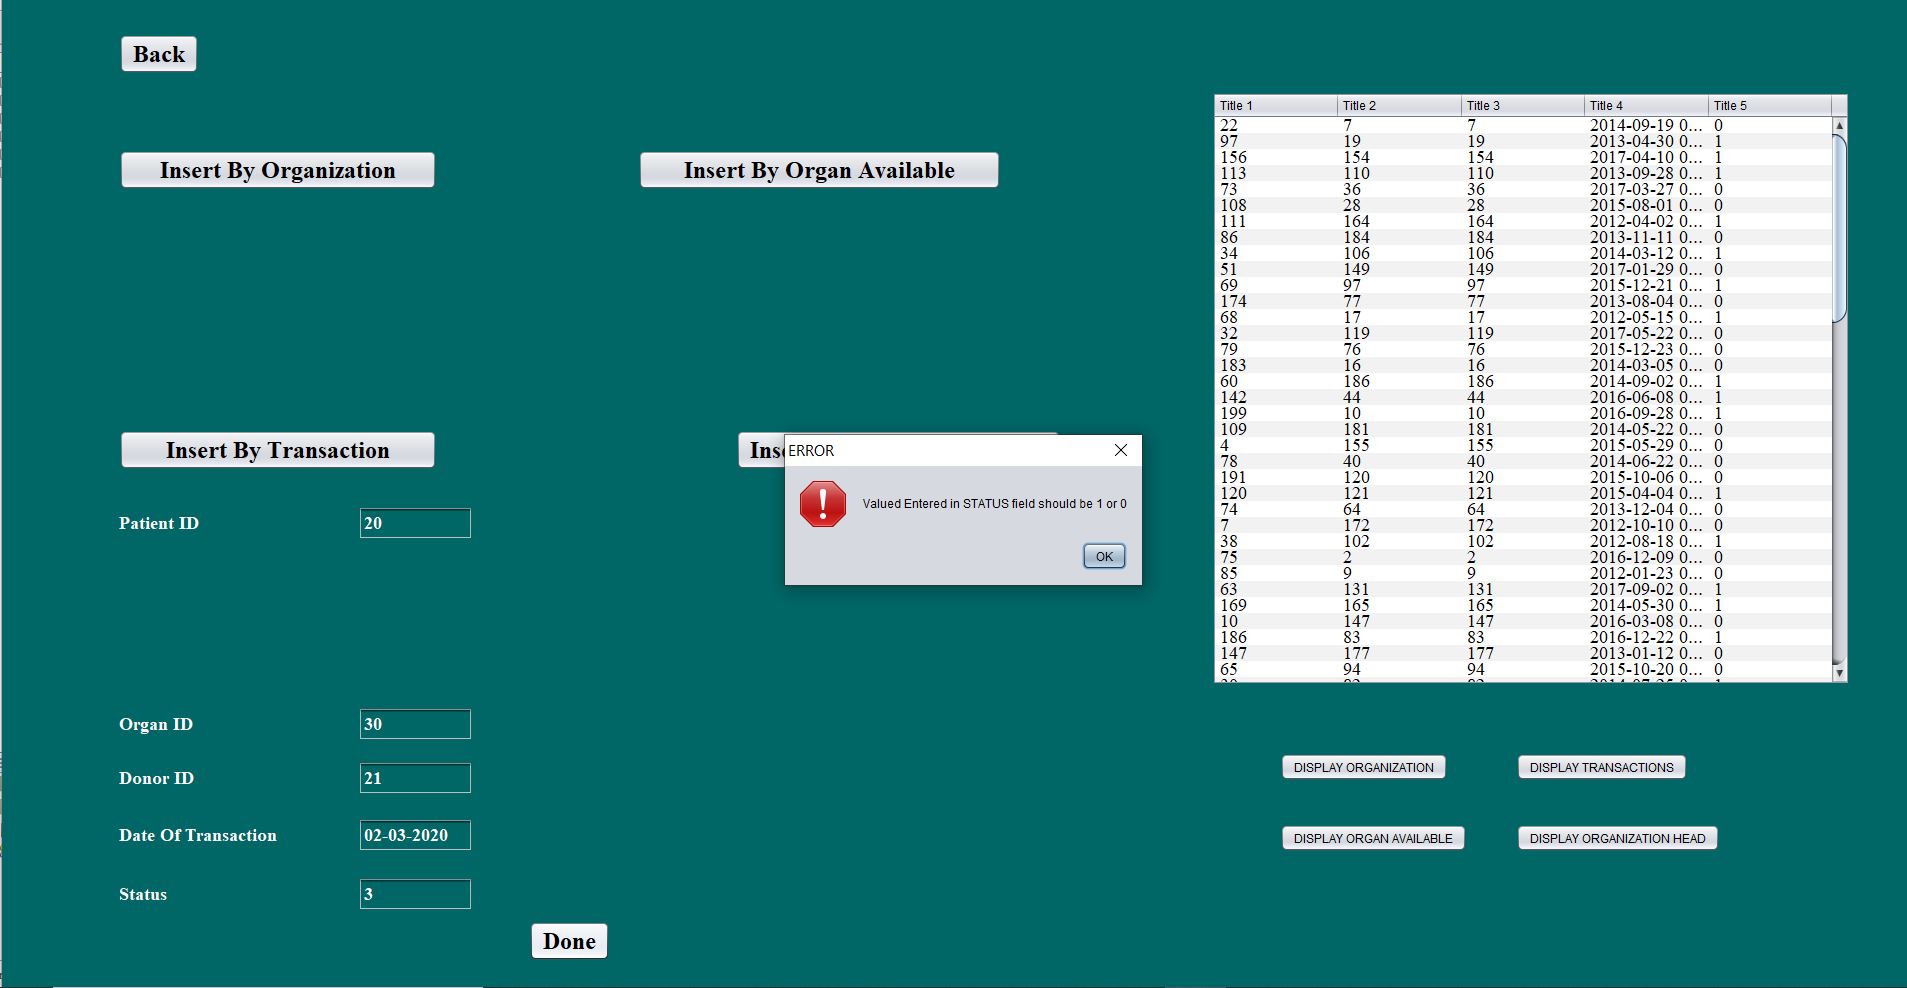 Back
Insert By Organization
Insert By Organ Available
Insert By Transaction
Patient ID 20
Organ ID 30
Donor ID 21
Date Of Transaction 02-03-2020
Status 3
Done
ERROR
Valued Entered in STATUS field should be 1 or 0
OK
Title 1 Title 2 Title 3 Title 4 Title 5
22 7 7 2014-09-19 0... 0
97 19 19 2013-04-30 0... 1
156 154 154 2017-04-10 0... 1
113 110 110 2013-09-28 0... 1
73 36 36 2017-03-27 0... 0
108 28 28 2015-08-01 0... 0
111 164 164 2012-04-02 0... 1
86 184 184 2013-11-11 0... 0
34 106 106 2014-03-12 0... 1
51 149 149 2017-01-29 0... 0
69 97 97 2015-12-21 0... 1
174 77 77 2013-08-04 0... 0
68 17 17 2012-05-15 0... 1
32 119 119 2017-05-22 0... 0
79 76 76 2015-12-23 0... 0
183 16 16 2014-03-05 0... 0
60 186 186 2014-09-02 0... 1
142 44 44 2016-06-08 0... 1
199 10 10 2016-09-28 0... 1
109 181 181 2014-05-22 0... 0
4 155 155 2015-05-29 0... 0
78 40 40 2014-06-22 0... 0
191 120 120 2015-10-06 0... 0
120 121 121 2015-04-04 0... 1
74 64 64 2013-12-04 0... 0
7 172 172 2012-10-10 0... 0
38 102 102 2012-08-18 0... 1
75 2 2 2016-12-09 0... 0
85 9 9 2012-01-23 0... 0
63 131 131 2017-09-02 0... 1
169 165 165 2014-05-30 0... 1
10 147 147 2016-03-08 0... 0
186 83 83 2016-12-22 0... 1
147 177 177 2013-01-12 0... 0
65 94 94 2015-10-20 0... 0
DISPLAY ORGANIZATION
DISPLAY TRANSACTIONS
DISPLAY ORGAN AVAILABLE
DISPLAY ORGANIZATION HEAD